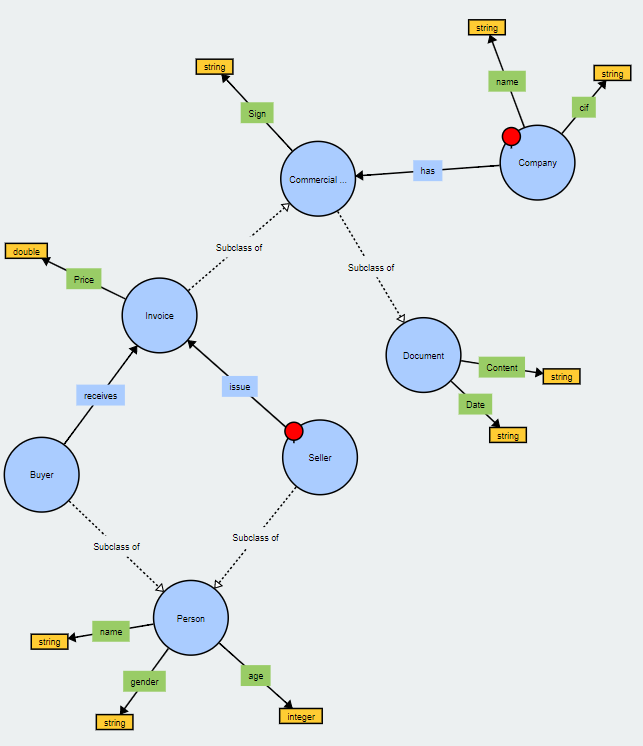 string
string
string
name
cif
Sign
Company
has
Commercial ...
Subclass of
double
Subclass of
Price
Invoice
Document
Content
string
issue
receives
Date
string
Seller
Buyer
Subclass of
Subclass of
Person
name
string
age
gender
integer
string